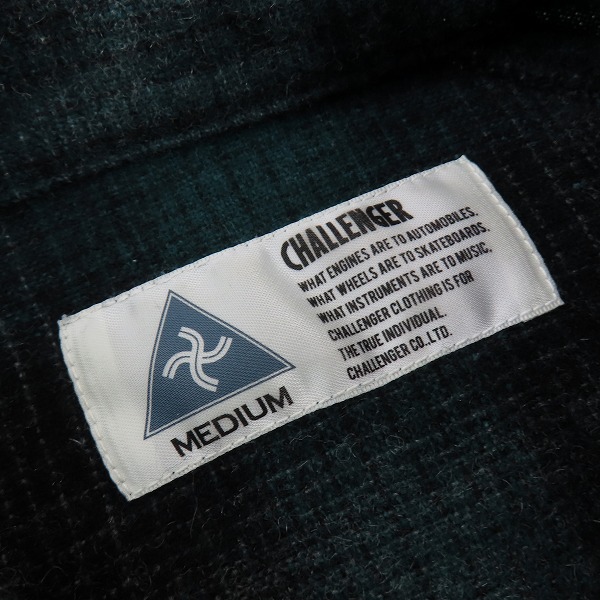 CHALLENGER
WHAT ENGINES ARE TO AUTOMOBILES.
WHAT WHEELS ARE TO SKATEBOARDS.
WHAT INSTRUMENTS ARE TO MUSIC.
CHALLENGER CLOTHING IS FOR
THE TRUE INDIVIDUAL.
CHALLENGER CO.LTD.
MEDIUM